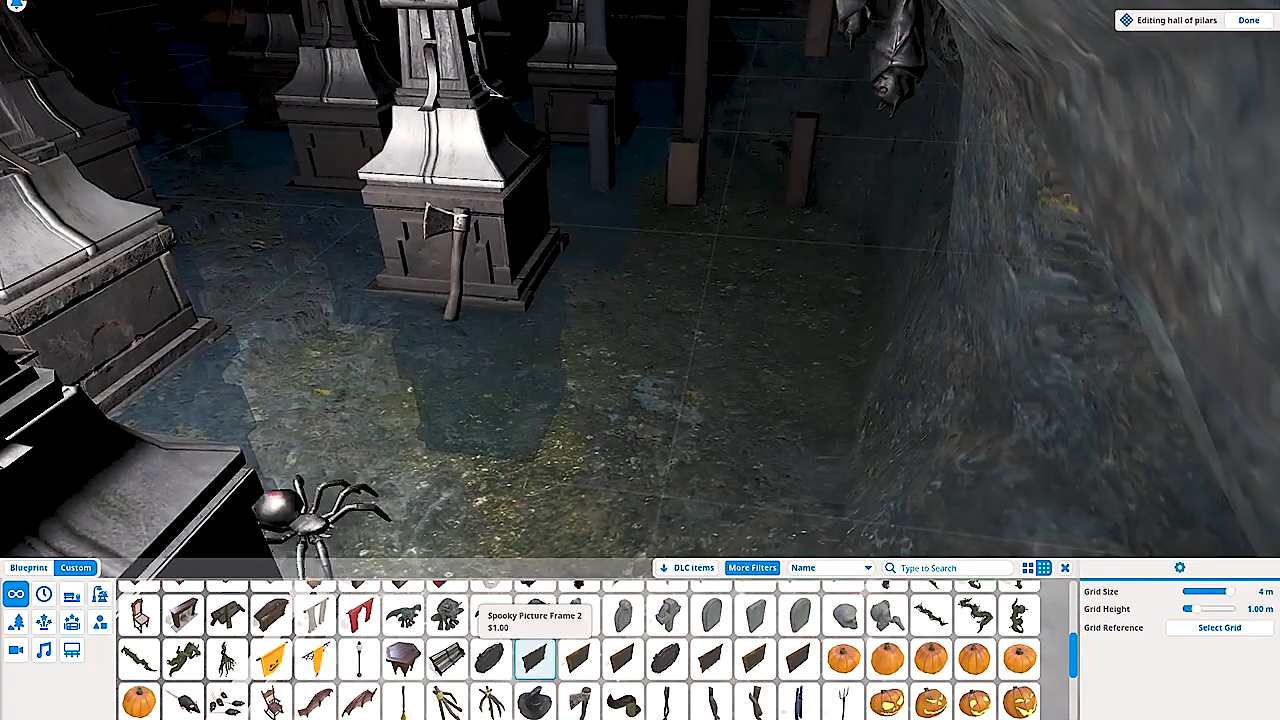 Editing hall of pilars
Done
Blueprint
Custom
DLC items
More Filters
Name
Type to Search
Spooky Picture Frame 2
$1.00
Grid Size
4 m
Grid Height
1.00 m
Grid Reference
Select Grid